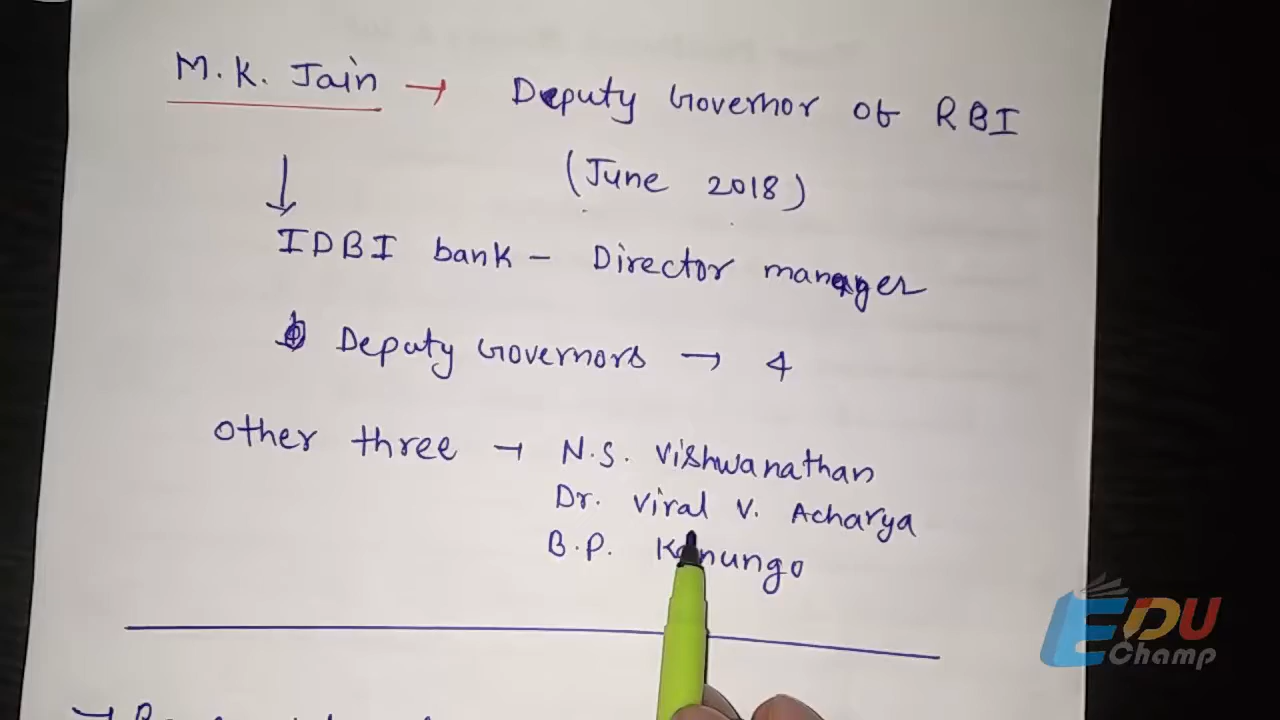 M.K. Jain → Deputy Governor of RBI
(June 2018)
↓
IDBI bank - Director manager
Deputy Governors → 4
other three → N.S. Vishwanathan
Dr. Viral V. Acharya
B.P. Kanungo
EDU
Champ